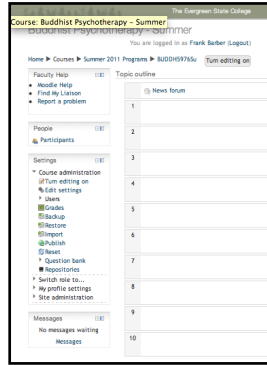 The Evergreen State College
Course: Buddhist Psychotherapy - Summer
Buddhist Psychotherapy - Summer
You are logged in as Frank Barber (Logout)
Home ► Courses ► Summer 2011 Programs ► BUDDHS976Su
Turn editing on
Faculty Help
Moodle Help
Find My Liaison
Report a problem
People
Participants
Settings
Course administration
Turn editing on
Edit settings
Users
Grades
Backup
Restore
Import
Publish
Reset
Question bank
Repositories
Switch role to...
My profile settings
Site administration
Messages
No messages waiting
Messages
Topic outline
News forum
1
2
3
4
5
6
7
8
9
10